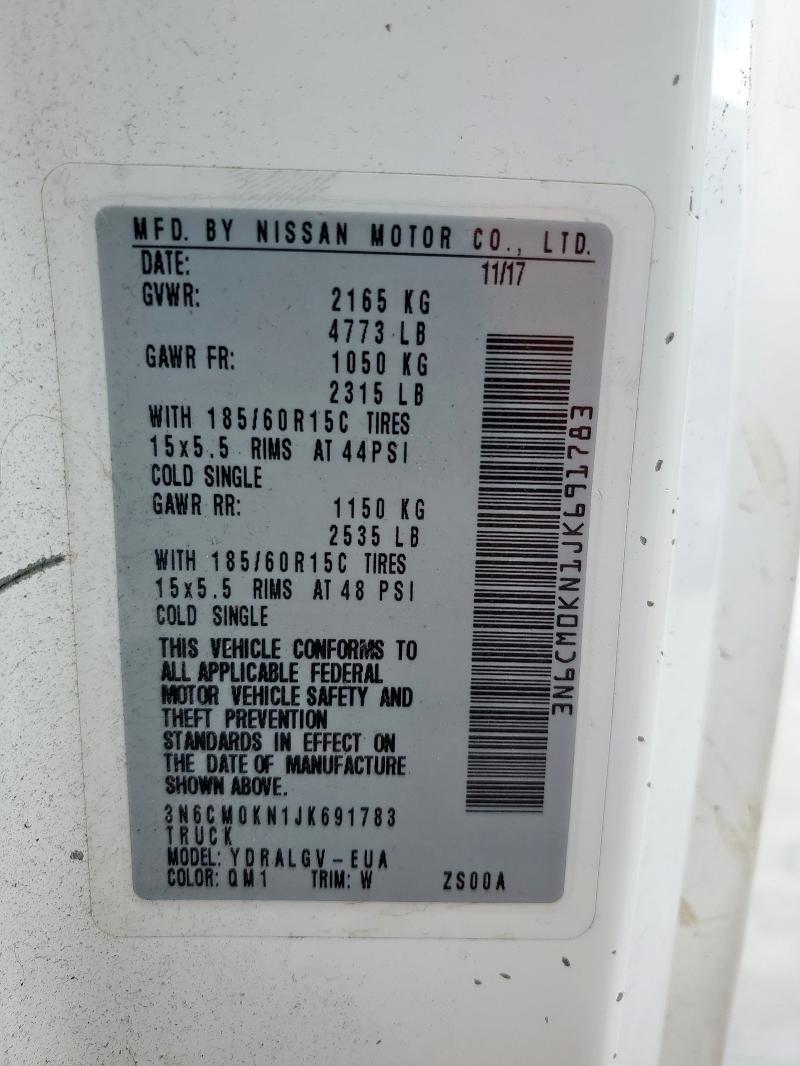 MFD. BY NISSAN MOTOR CO., LTD.
DATE: 11/17
GVWR: 2165 KG
4773 LB
GAWR FR: 1050 KG
2315 LB
WITH 185/60R15C TIRES
15x5.5 RIMS AT 44PSI
COLD SINGLE
GAWR RR: 1150 KG
2535 LB
WITH 185/60R15C TIRES
15x5.5 RIMS AT 48 PSI
COLD SINGLE
THIS VEHICLE CONFORMS TO
ALL APPLICABLE FEDERAL
MOTOR VEHICLE SAFETY AND
THEFT PREVENTION
STANDARDS IN EFFECT ON
THE DATE OF MANUFACTURE
SHOWN ABOVE.
3N6CM0KN1JK691783
TRUCK
MODEL: YDRALGV-EUA
COLOR: QM1 TRIM: W ZS00A
3N6CM0KN1JK691783